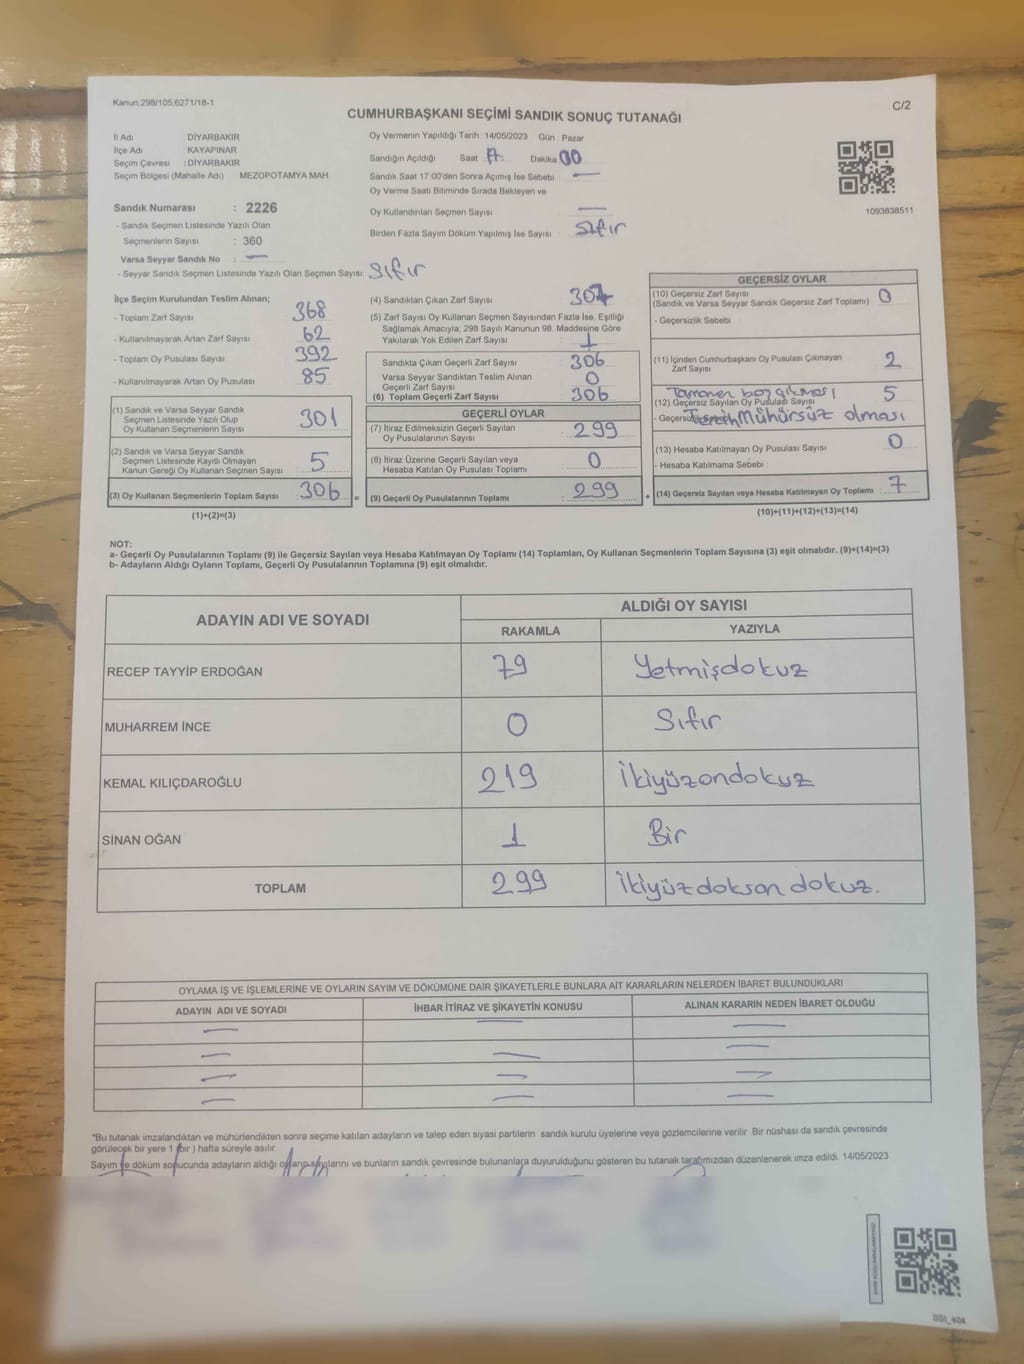 Kanun.298/105,6271/18-1
C/2
CUMHURBAŞKANI SEÇİMİ SANDIK SONUÇ TUTANAĞI
İl Adı DİYARBAKIR
İlçe Adı KAYAPINAR
Seçim Çevresi : DİYARBAKIR
Seçim Bölgesi (Mahalle Adı) MEZOPOTAMYA MAH
Sandık Numarası : 2226
- Sandık Seçmen Listesinde Yazılı Olan
Seçmenlerin Sayısı : 360
Varsa Seyyar Sandık No : —
- Seyyar Sandık Seçmen Listesinde Yazılı Olan Seçmen Sayısı: Sıfır
Oy Vermenin Yapıldığı Tarih :14/05/2023 Gün : Pazar
Sandığın Açıldığı Saat 17: Dakika 00
Sandık Saat 17:00'den Sonra Açımış İse Sebebi —
Oy Verme Saati Bitiminde Sırada Bekleyen ve
Oy Kullandırılan Seçmen Sayısı —
Birden Fazla Sayım Döküm Yapılmış İse Sayısı : Sıfır
1093838511
İlçe Seçim Kurulundan Teslim Alınan;
- Toplam Zarf Sayısı : 368
- Kullanılmayarak Artan Zarf Sayısı : 62
- Toplam Oy Pusulası Sayısı : 392
- Kullanılmayarak Artan Oy Pusulası : 85
(1) Sandık ve Varsa Seyyar Sandık
Seçmen Listesinde Yazılı Olup
Oy Kullanan Seçmenlerin Sayısı : 301
(2) Sandık ve Varsa Seyyar Sandık
Seçmen Listesinde Kayıtlı Olmayan
Kanun Gereği Oy Kullanan Seçmen Sayısı : 5
(3) Oy Kullanan Seçmenlerin Toplam Sayısı : 306 =
(1)+(2)=(3)
(4) Sandıktan Çıkan Zarf Sayısı : 307
(5) Zarf Sayısı Oy Kullanan Seçmen Sayısından Fazla İse, Eşitliği
Sağlamak Amacıyla; 298 Sayılı Kanunun 98. Maddesine Göre
Yakılarak Yok Edilen Zarf Sayısı : 1
Sandıkta Çıkan Geçerli Zarf Sayısı : 306
Varsa Seyyar Sandıktan Teslim Alınan
Geçerli Zarf Sayısı : 0
(6) Toplam Geçerli Zarf Sayısı : 306
GEÇERLİ OYLAR
(7) İtiraz Edilmeksizin Geçerli Sayılan
Oy Pusulalarının Sayısı : 299
(8) İtiraz Üzerine Geçerli Sayılan veya
Hesaba Katılan Oy Pusulası Toplamı : 0
(9) Geçerli Oy Pusulalarının Toplamı : 299 +
GEÇERSİZ OYLAR
(10) Geçersiz Zarf Sayısı : 0
(Sandık ve Varsa Seyyar Sandık Geçersiz Zarf Toplamı)
- Geçersizlik Sebebi :
(11) İçinden Cumhurbaşkanı Oy Pusulası Çıkmayan
Zarf Sayısı : 2
Tamamen boş çıkması
(12) Geçersiz Sayılan Oy Pusulası Sayısı : 5
Tercih Mühürsüz olması
(13) Hesaba Katılmayan Oy Pusulası Sayısı : 0
- Hesaba Katılmama Sebebi :
(14) Geçersiz Sayılan veya Hesaba Katılmayan Oy Toplamı : 7
(10)+(11)+(12)+(13)=(14)
NOT:
a- Geçerli Oy Pusulalarının Toplamı (9) ile Geçersiz Sayılan veya Hesaba Katılmayan Oy Toplamı (14) Toplamları, Oy Kullanan Seçmenlerin Toplam Sayısına (3) eşit olmalıdır. (9)+(14)=(3)
b- Adayların Aldığı Oyların Toplamı, Geçerli Oy Pusulalarının Toplamına (9) eşit olmalıdır.
ADAYIN ADI VE SOYADI
ALDIĞI OY SAYISI
RAKAMLA YAZIYLA
RECEP TAYYİP ERDOĞAN 79 Yetmişdokuz
MUHARREM İNCE 0 Sıfır
KEMAL KILIÇDAROĞLU 219 İkiyüzondokuz
SİNAN OĞAN 1 Bir
TOPLAM 299 İkiyüzdoksan dokuz.
OYLAMA İŞ VE İŞLEMLERİNE VE OYLARIN SAYIM VE DÖKÜMÜNE DAİR ŞİKAYETLERLE BUNLARA AİT KARARLARIN NELERDEN İBARET BULUNDUKLARI
ADAYIN ADI VE SOYADI İHBAR İTİRAZ VE ŞİKAYETİN KONUSU ALINAN KARARIN NEDEN İBARET OLDUĞU
— — —
— — —
— — —
— — —
*Bu tutanak imzalandıktan ve mühürlendikten sonra seçime katılan adayların ve talep eden siyasi partilerin sandık kurulu üyelerine veya gözlemcilerine verilir. Bir nüshası da sandık çevresinde
görülecek bir yere 1 (bir) hafta süreyle asılır.
Sayım ve döküm sonucunda adayların aldığı oyların sayılarını ve bunların sandık çevresinde bulunanlara duyurulduğunu gösteren bu tutanak tarafımızdan düzenlenerek imza edildi. 14/05/2023